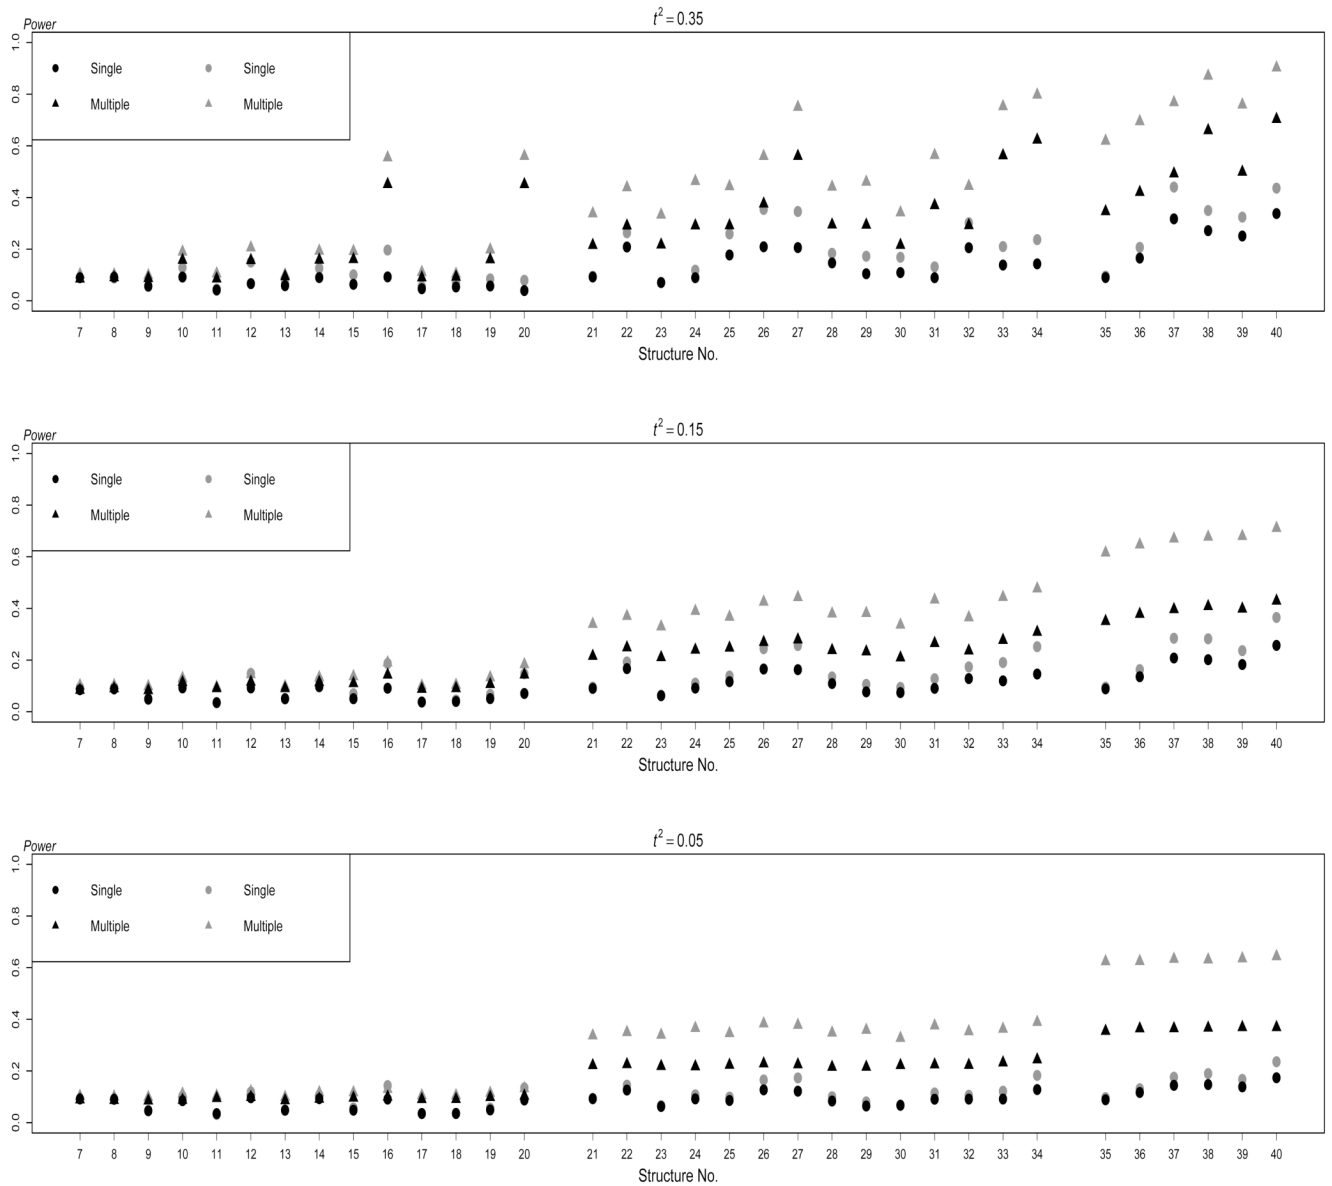 t² = 0.35
Power
1.0
Single Single
0.8
Multiple Multiple
0.6
0.4
0.2
0.0
7 8 9 10 11 12 13 14 15 16 17 18 19 20 21 22 23 24 25 26 27 28 29 30 31 32 33 34 35 36 37 38 39 40
Structure No.
t² = 0.15
Power
1.0
Single Single
0.8
Multiple Multiple
0.6
0.4
0.2
0.0
7 8 9 10 11 12 13 14 15 16 17 18 19 20 21 22 23 24 25 26 27 28 29 30 31 32 33 34 35 36 37 38 39 40
Structure No.
t² = 0.05
Power
1.0
Single Single
0.8
Multiple Multiple
0.6
0.4
0.2
0.0
7 8 9 10 11 12 13 14 15 16 17 18 19 20 21 22 23 24 25 26 27 28 29 30 31 32 33 34 35 36 37 38 39 40
Structure No.